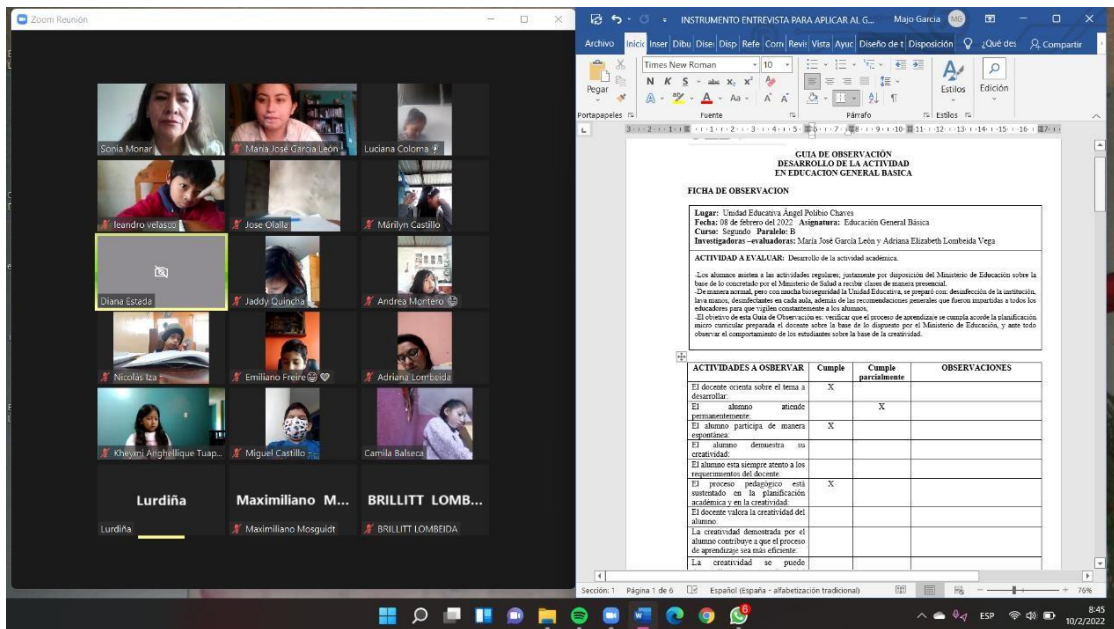 Zoom Reunión
Sonia Monar
María José García León
Luciana Coloma
leandro velasco
Jose Olalla
Márilyn Castillo
Diana Estada
Jaddy Quincha
Andrea Montero
Nicolás Iza
Emiliano Freire
Adriana Lombeida
Kheymi Anghellique Tuap...
Miguel Castillo
Camila Balseca
Lurdiña
Maximiliano M...
BRILLITT LOMB...
Lurdiña
Maximiliano Mosquidt
BRILLITT LOMBEIDA
INSTRUMENTO ENTREVISTA PARA APLICAR AL G...
Majo Garcia
MG
Archivo
Inicio
Inser
Dibu
Dise
Disp
Refe
Corr
Revis
Vista
Ayuc
Diseño de t
Disposición
¿Qué des
Compartir
Pegar
Times New Roman
10
N K S
Estilos
Edición
Portapapeles
Fuente
Párrafo
Estilos
GUIA DE OBSERVACIÓN
DESARROLLO DE LA ACTIVIDAD
EN EDUCACION GENERAL BASICA
FICHA DE OBSERVACION
Lugar: Unidad Educativa Ángel Polibio Chaves
Fecha: 08 de febrero del 2022 Asignatura: Educación General Básica
Curso: Segundo Paralelo: B
Investigadoras –evaluadoras: María José García León y Adriana Elizabeth Lombeida Vega
ACTIVIDAD A EVALUAR: Desarrollo de la actividad académica.
-Los alumnos asisten a las actividades regulares; justamente por disposición del Ministerio de Educación sobre la
base de lo concretado por el Ministerio de Salud a recibir clases de manera presencial.
-De manera normal, pero con mucha bioseguridad la Unidad Educativa, se preparó con: desinfección de la institución,
lava manos, desinfectantes en cada aula, además de las recomendaciones generales que fueron impartidas a todos los
educadores para que vigilen constantemente a los alumnos,
-El objetivo de esta Guía de Observación es: verificar que el proceso de aprendizaje se cumpla acorde la planificación
micro curricular preparada el docente sobre la base de lo dispuesto por el Ministerio de Educación, y ante todo
observar el comportamiento de los estudiantes sobre la base de la creatividad.
ACTIVIDADES A OSBERVAR
Cumple
Cumple
parcialmente
OBSERVACIONES
El docente orienta sobre el tema a
desarrollar:
X
El alumno atiende
permanentemente:
X
El alumno participa de manera
espontánea:
X
El alumno demuestra su
creatividad:
El alumno esta siempre atento a los
requerimientos del docente:
El proceso pedagógico está
sustentado en la planificación
académica y en la creatividad:
X
El docente valora la creatividad del
alumno:
La creatividad demostrada por el
alumno contribuye a que el proceso
de aprendizaje sea más eficiente:
La creatividad se puede
Sección: 1
Página 1 de 6
Español (España - alfabetización tradicional)
76%
ESP
8:45
10/2/2022